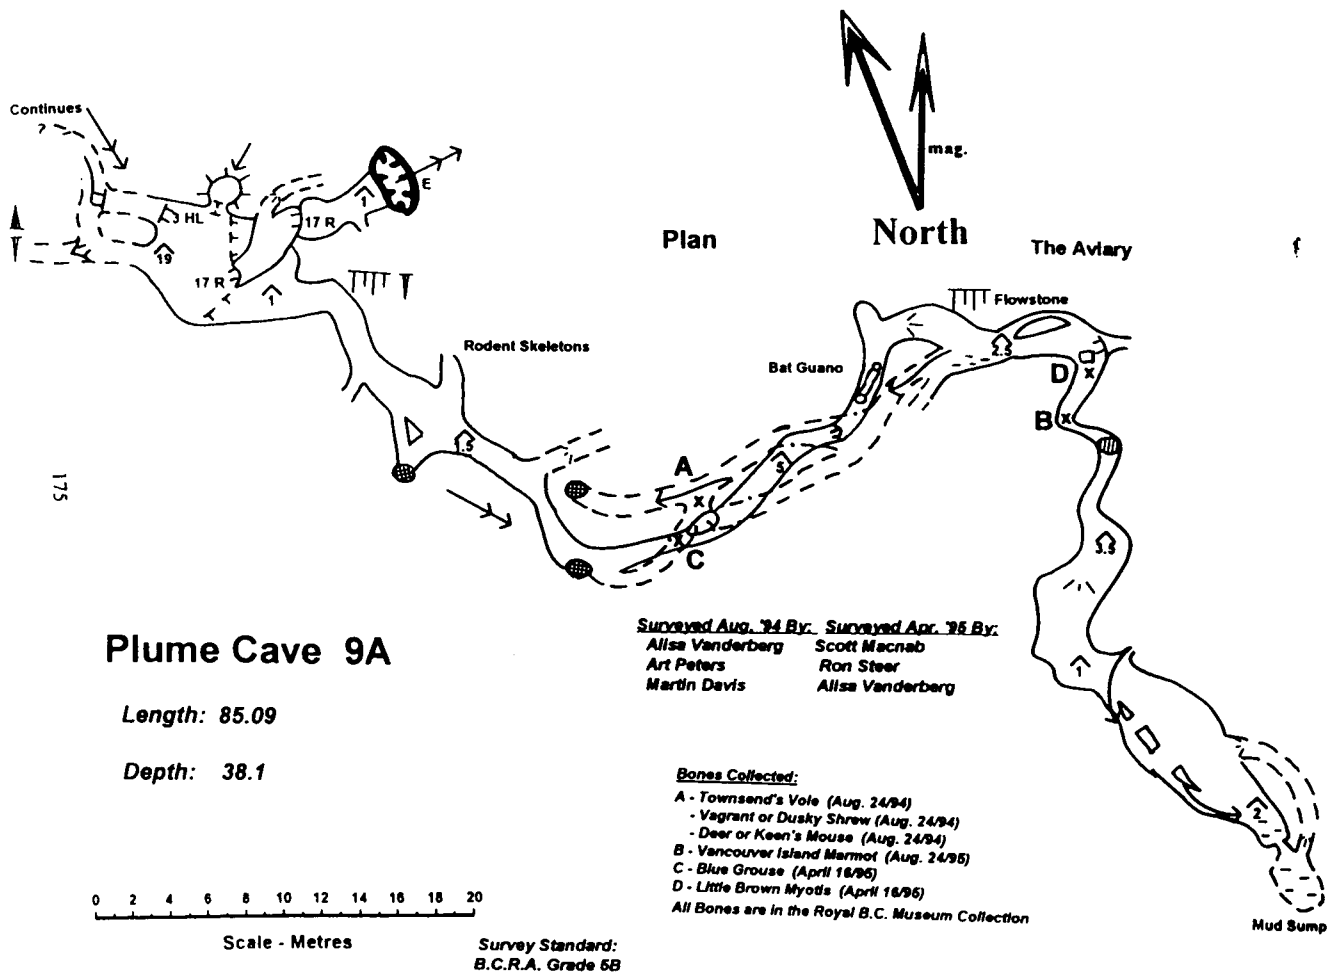 Continues
?
E
mag.
3 HL
17 R
1
North
Plan
The Aviary
19
17 R
1
Flowstone
2.5
Rodent Skeletons
Bat Guano
D
B
1.5
A
5
175
C
3.5
Plume Cave 9A
Surveyed Aug. '94 By: Surveyed Apr. '95 By:
Alisa Vanderberg Scott Macnab
Art Peters Ron Steer
Martin Davis Alisa Vanderberg
1
Length: 85.09
Depth: 38.1
Bones Collected:
A - Townsend's Vole (Aug. 24/94)
- Vagrant or Dusky Shrew (Aug. 24/94)
- Deer or Keen's Mouse (Aug. 24/94)
B - Vancouver Island Marmot (Aug. 24/95)
C - Blue Grouse (April 16/95)
D - Little Brown Myotis (April 16/95)
All Bones are in the Royal B.C. Museum Collection
2
0 2 4 6 8 10 12 14 16 18 20
Scale - Metres
Mud Sump
Survey Standard:
B.C.R.A. Grade 5B